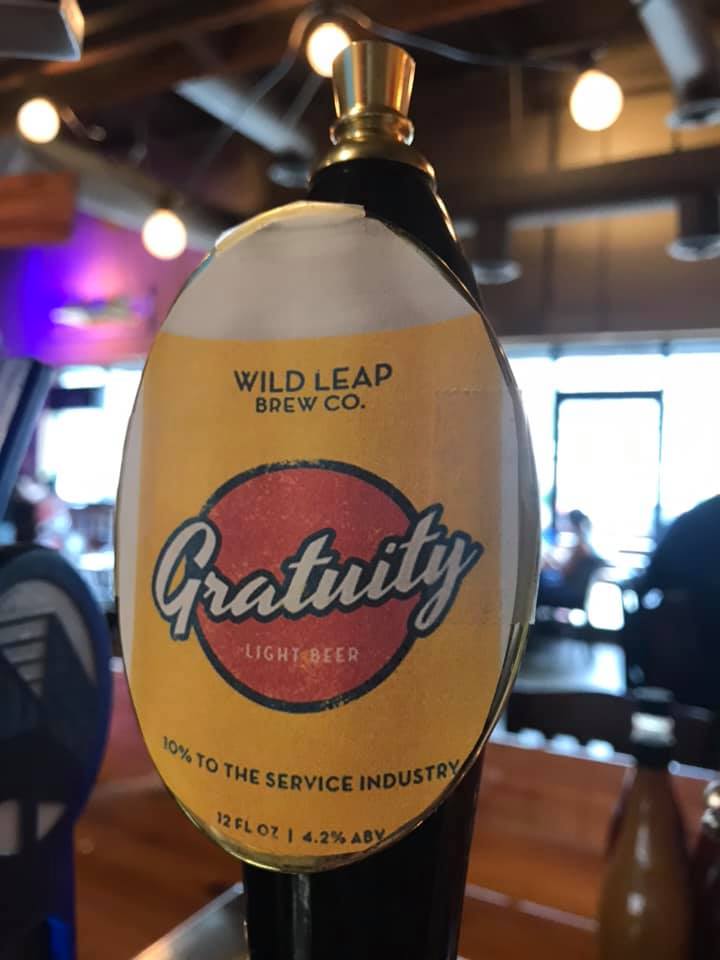 WILD LEAP
BREW CO.
Gratuity
LIGHT BEER
10% TO THE SERVICE INDUSTRY
12 FL OZ | 4.2% ABV